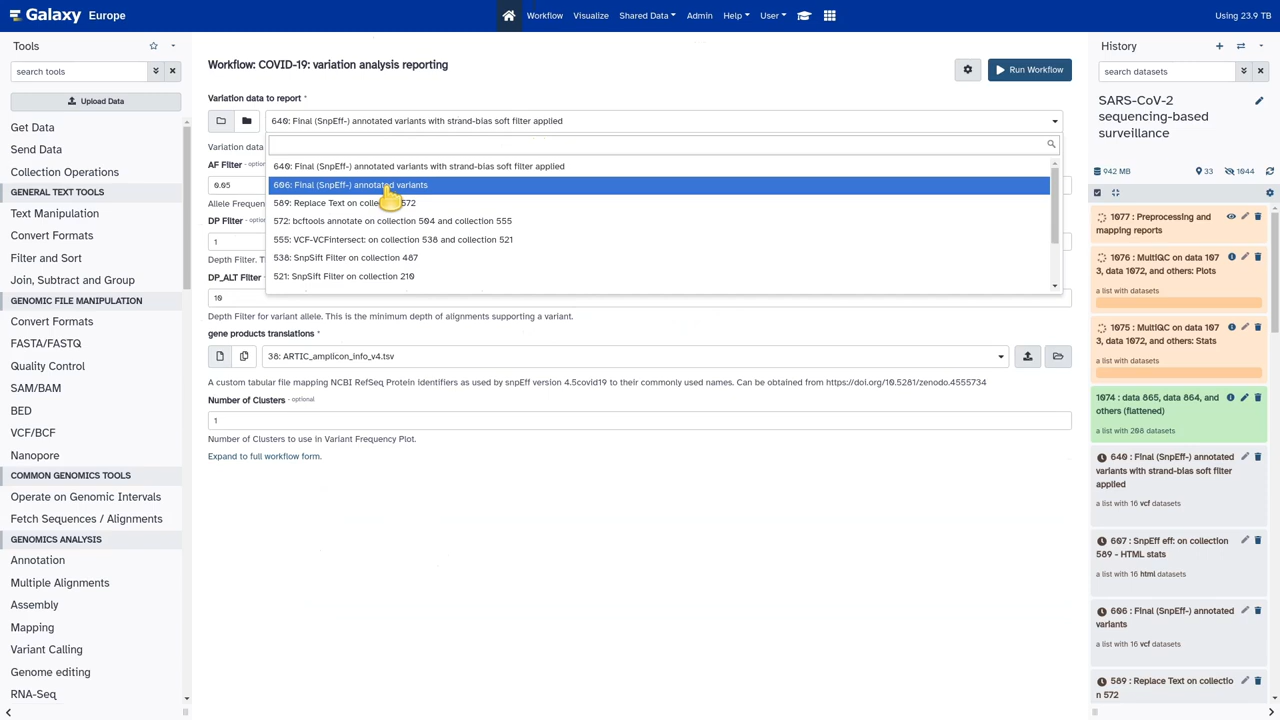 Galaxy Europe
Workflow Visualize Shared Data Admin Help User
Using 23.9 TB
Tools
search tools
Upload Data
Get Data
Send Data
Collection Operations
GENERAL TEXT TOOLS
Text Manipulation
Convert Formats
Filter and Sort
Join, Subtract and Group
GENOMIC FILE MANIPULATION
Convert Formats
FASTA/FASTQ
Quality Control
SAM/BAM
BED
VCF/BCF
Nanopore
COMMON GENOMICS TOOLS
Operate on Genomic Intervals
Fetch Sequences / Alignments
GENOMICS ANALYSIS
Annotation
Multiple Alignments
Assembly
Mapping
Variant Calling
Genome editing
RNA-Seq
Workflow: COVID-19: variation analysis reporting
Run Workflow
Variation data to report *
640: Final (SnpEff-) annotated variants with strand-bias soft filter applied
Variation data
640: Final (SnpEff-) annotated variants with strand-bias soft filter applied
AF Filter
606: Final (SnpEff-) annotated variants
0.05
589: Replace Text on 572
Allele
DP Filter
572: bcftools annotate on collection 504 and collection 555
1
555: VCF-VCFintersect: on collection 538 and collection 521
Depth Filter.
538: SnpSift Filter on collection 487
DP_ALT Filter
521: SnpSift Filter on collection 210
10
Depth Filter for variant allele. This is the minimum depth of alignments supporting a variant.
gene products translations *
38: ARTIC_amplicon_info_v4.tsv
A custom tabular file mapping NCBI RefSeq Protein identifiers as used by snpEff version 4.5covid19 to their commonly used names. Can be obtained from https://doi.org/10.5281/zenodo.4555734
Number of Clusters - optional
1
Number of Clusters to use in Variant Frequency Plot.
Expand to full workflow form.
History
search datasets
SARS-CoV-2
sequencing-based
surveillance
942 MB 33 1044
1077 : Preprocessing and
mapping reports
1076 : MultiQC on data 107
3, data 1072, and others: Plots
a list with datasets
1075 : MultiQC on data 107
3, data 1072, and others: Stats
a list with datasets
1074 : data 865, data 864, and
others (flattened)
a list with 208 datasets
640 : Final (SnpEff-) annotated
variants with strand-bias soft filter
applied
a list with 16 vcf datasets
607 : SnpEff eff: on collection
589 - HTML stats
a list with 16 html datasets
606 : Final (SnpEff-) annotated
variants
a list with 16 vcf datasets
589 : Replace Text on collectio
n 572